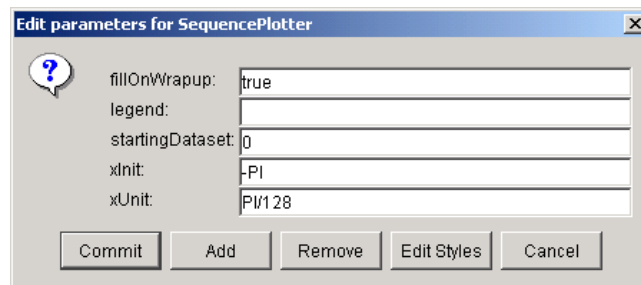 Edit parameters for SequencePlotter
fillOnWrapup: true
legend:
startingDataset: 0
xInit: -PI
xUnit: PI/128
Commit Add Remove Edit Styles Cancel